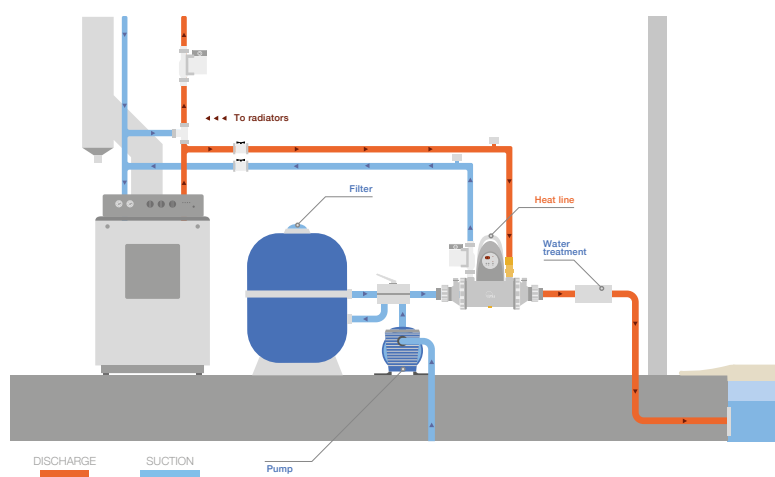 To radiators
Filter
Heat line
Water
treatment
Pump
DISCHARGE
SUCTION